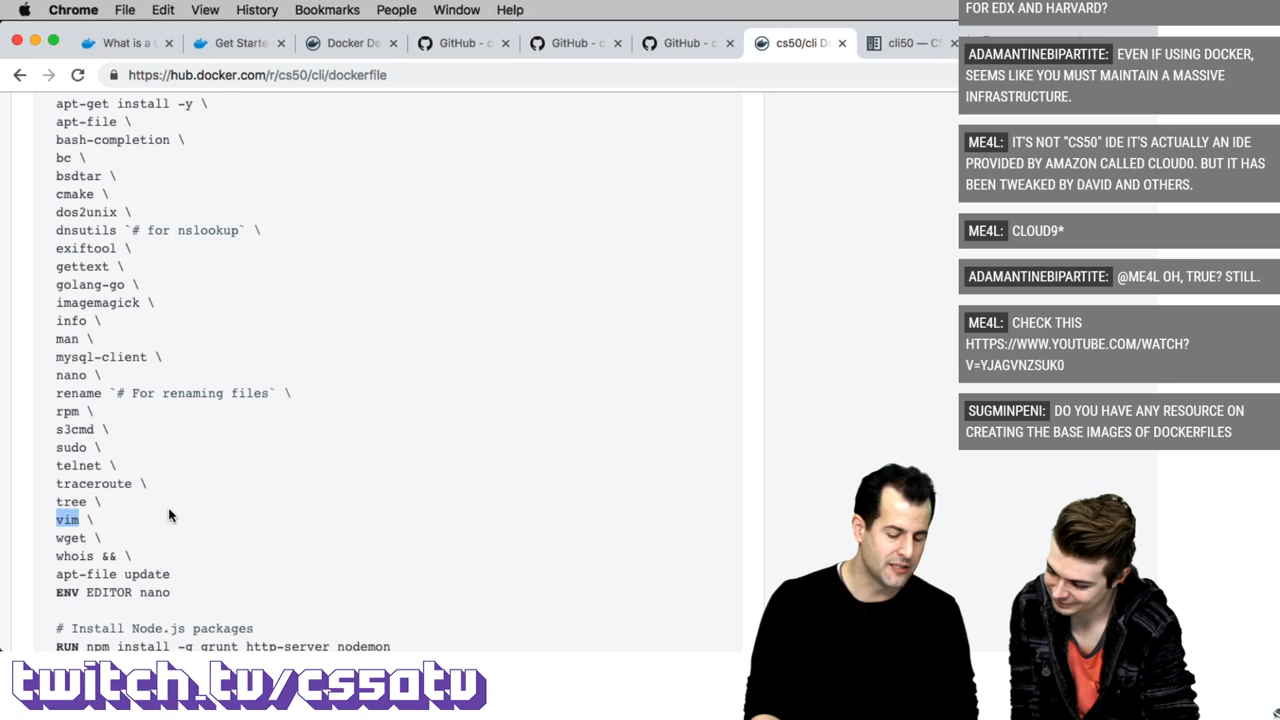 Chrome File Edit View History Bookmarks People Window Help
What is a (
Get Starte
Docker De
GitHub - c
GitHub - c
GitHub - c
cs50/cli D
cli50 — CS
https://hub.docker.com/r/cs50/cli/dockerfile
apt-get install -y \
apt-file \
bash-completion \
bc \
bsdtar \
cmake \
dos2unix \
dnsutils `# for nslookup` \
exiftool \
gettext \
golang-go \
imagemagick \
info \
man \
mysql-client \
nano \
rename `# For renaming files` \
rpm \
s3cmd \
sudo \
telnet \
traceroute \
tree \
vim \
wget \
whois && \
apt-file update
ENV EDITOR nano
# Install Node.js packages
RUN npm install -g grunt http-server nodemon
FOR EDX AND HARVARD?
ADAMANTINEBIPARTITE: EVEN IF USING DOCKER,
SEEMS LIKE YOU MUST MAINTAIN A MASSIVE
INFRASTRUCTURE.
ME4L: IT'S NOT "CS50" IDE IT'S ACTUALLY AN IDE
PROVIDED BY AMAZON CALLED CLOUD0. BUT IT HAS
BEEN TWEAKED BY DAVID AND OTHERS.
ME4L: CLOUD9*
ADAMANTINEBIPARTITE: @ME4L OH, TRUE? STILL.
ME4L: CHECK THIS
HTTPS://WWW.YOUTUBE.COM/WATCH?
V=YJAGVNZSUK0
SUGMINPENI: DO YOU HAVE ANY RESOURCE ON
CREATING THE BASE IMAGES OF DOCKERFILES
twitch.tv/cs50tv